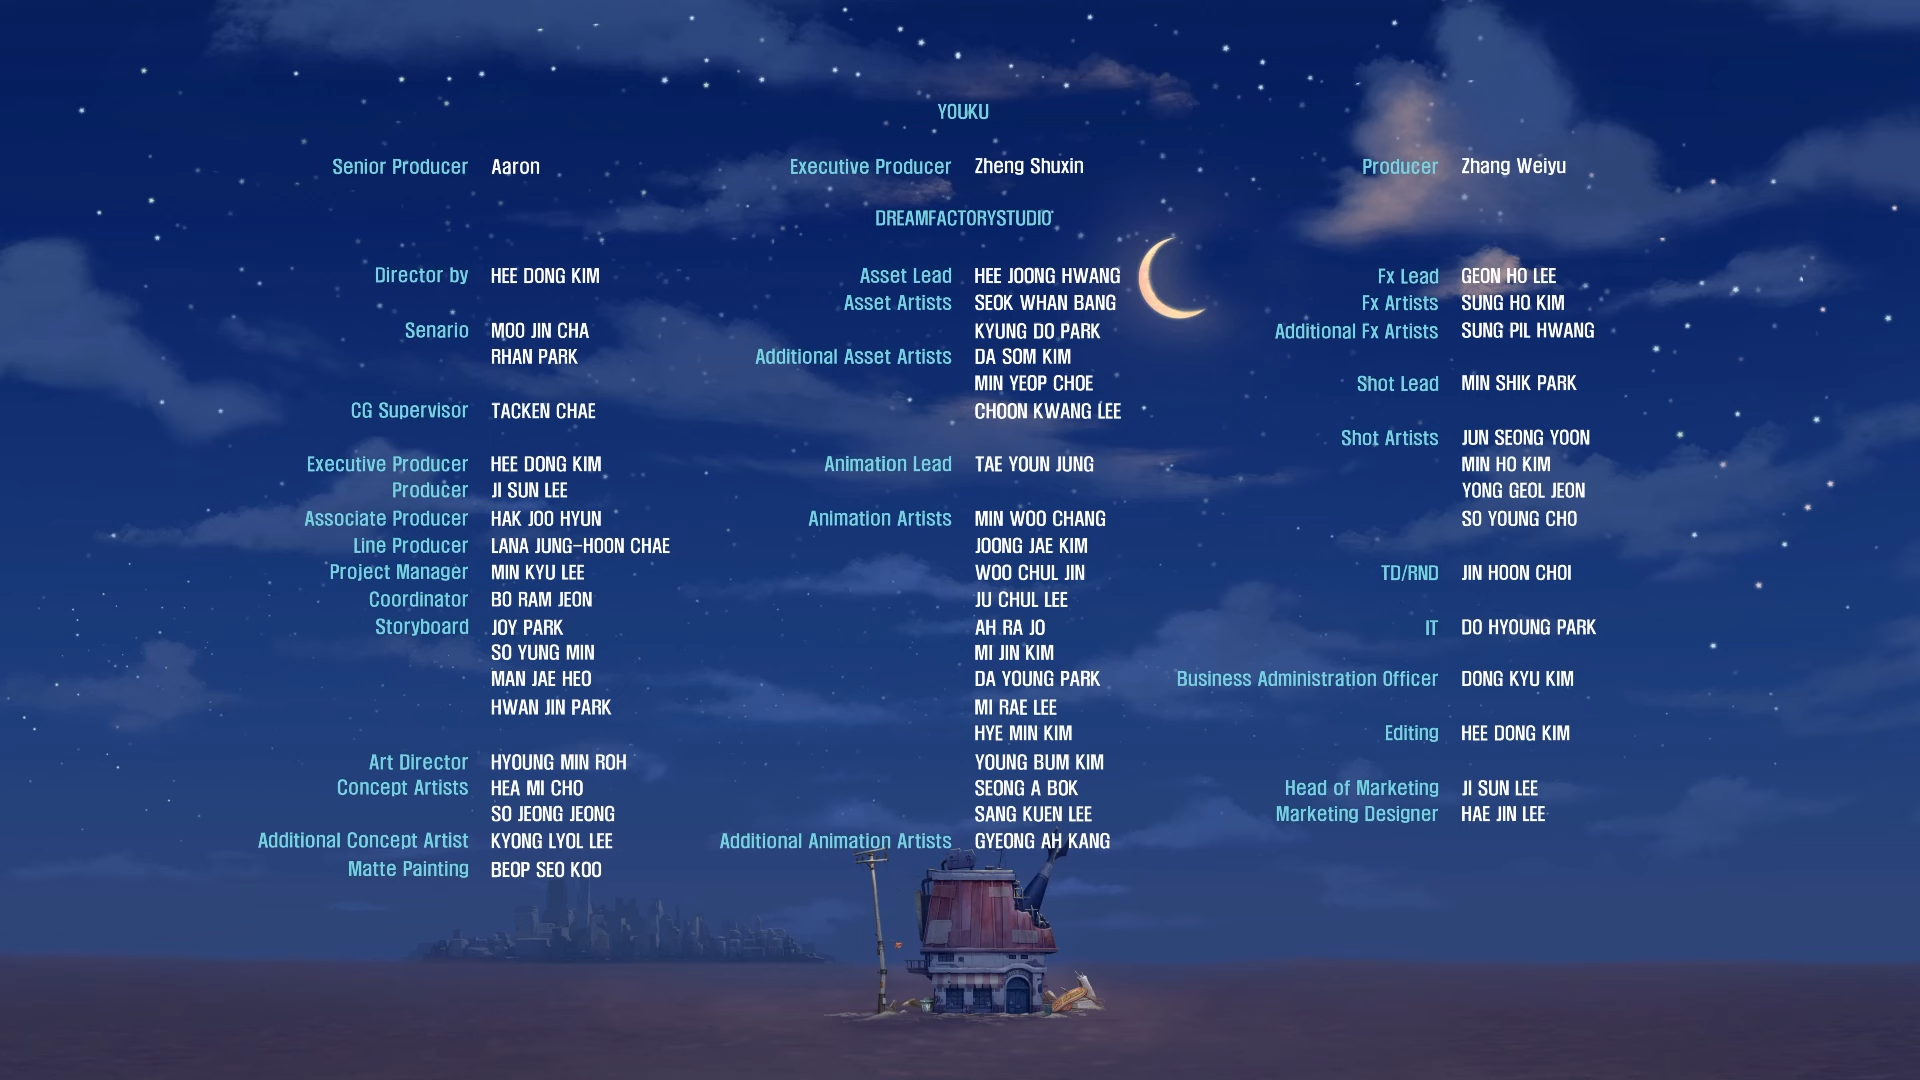 YOUKU
Senior Producer Aaron
Executive Producer Zheng Shuxin
Producer Zhang Weiyu
DREAMFACTORYSTUDIO
Director by HEE DONG KIM
Senario MOO JIN CHA
RHAN PARK
CG Supervisor TACKEN CHAE
Executive Producer HEE DONG KIM
Producer JI SUN LEE
Associate Producer HAK JOO HYUN
Line Producer LANA JUNG-HOON CHAE
Project Manager MIN KYU LEE
Coordinator BO RAM JEON
Storyboard JOY PARK
SO YUNG MIN
MAN JAE HEO
HWAN JIN PARK
Art Director HYOUNG MIN ROH
Concept Artists HEA MI CHO
SO JEONG JEONG
Additional Concept Artist KYONG LYOL LEE
Matte Painting BEOP SEO KOO
Asset Lead HEE JOONG HWANG
Asset Artists SEOK WHAN BANG
KYUNG DO PARK
Additional Asset Artists DA SOM KIM
MIN YEOP CHOE
CHOON KWANG LEE
Animation Lead TAE YOUN JUNG
Animation Artists MIN WOO CHANG
JOONG JAE KIM
WOO CHUL JIN
JU CHUL LEE
AH RA JO
MI JIN KIM
DA YOUNG PARK
MI RAE LEE
HYE MIN KIM
YOUNG BUM KIM
SEONG A BOK
SANG KUEN LEE
Additional Animation Artists GYEONG AH KANG
Fx Lead GEON HO LEE
Fx Artists SUNG HO KIM
Additional Fx Artists SUNG PIL HWANG
Shot Lead MIN SHIK PARK
Shot Artists JUN SEONG YOON
MIN HO KIM
YONG GEOL JEON
SO YOUNG CHO
TD/RND JIN HOON CHOI
IT DO HYOUNG PARK
Business Administration Officer DONG KYU KIM
Editing HEE DONG KIM
Head of Marketing JI SUN LEE
Marketing Designer HAE JIN LEE